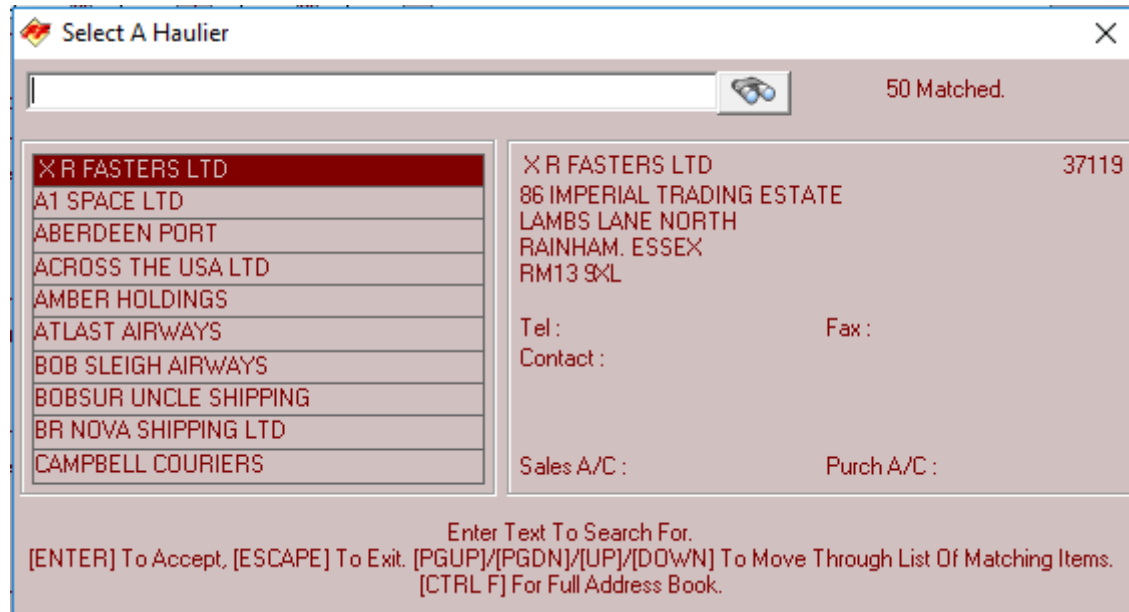 Select A Haulier
50 Matched.
X R FASTERS LTD
A1 SPACE LTD
ABERDEEN PORT
ACROSS THE USA LTD
AMBER HOLDINGS
ATLAST AIRWAYS
BOB SLEIGH AIRWAYS
BOBSUR UNCLE SHIPPING
BR NOVA SHIPPING LTD
CAMPBELL COURIERS
X R FASTERS LTD 37119
86 IMPERIAL TRADING ESTATE
LAMBS LANE NORTH
RAINHAM. ESSEX
RM13 9XL
Tel : Fax :
Contact :
Sales A/C : Purch A/C :
Enter Text To Search For.
[ENTER] To Accept, [ESCAPE] To Exit. [PGUP]/[PGDN]/[UP]/[DOWN] To Move Through List Of Matching Items.
[CTRL F] For Full Address Book.